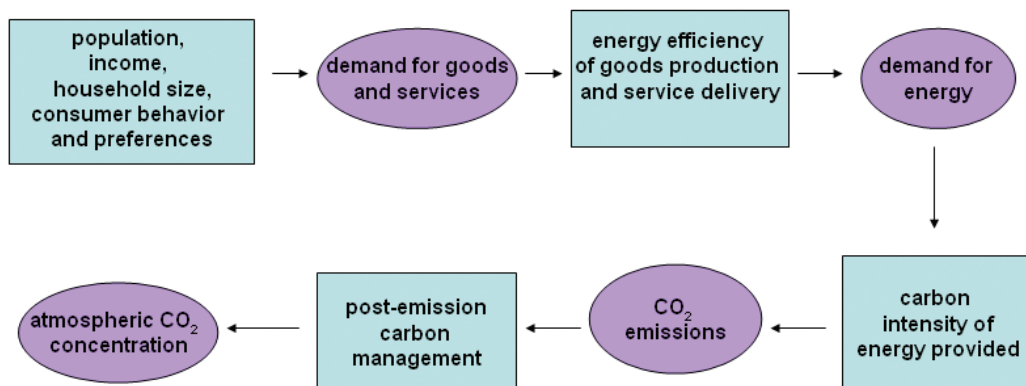 population,
income,
household size,
consumer behavior
and preferences
demand for goods
and services
energy efficiency
of goods production
and service delivery
demand for
energy
carbon
intensity of
energy provided
CO₂
emissions
post-emission
carbon
management
atmospheric CO₂
concentration